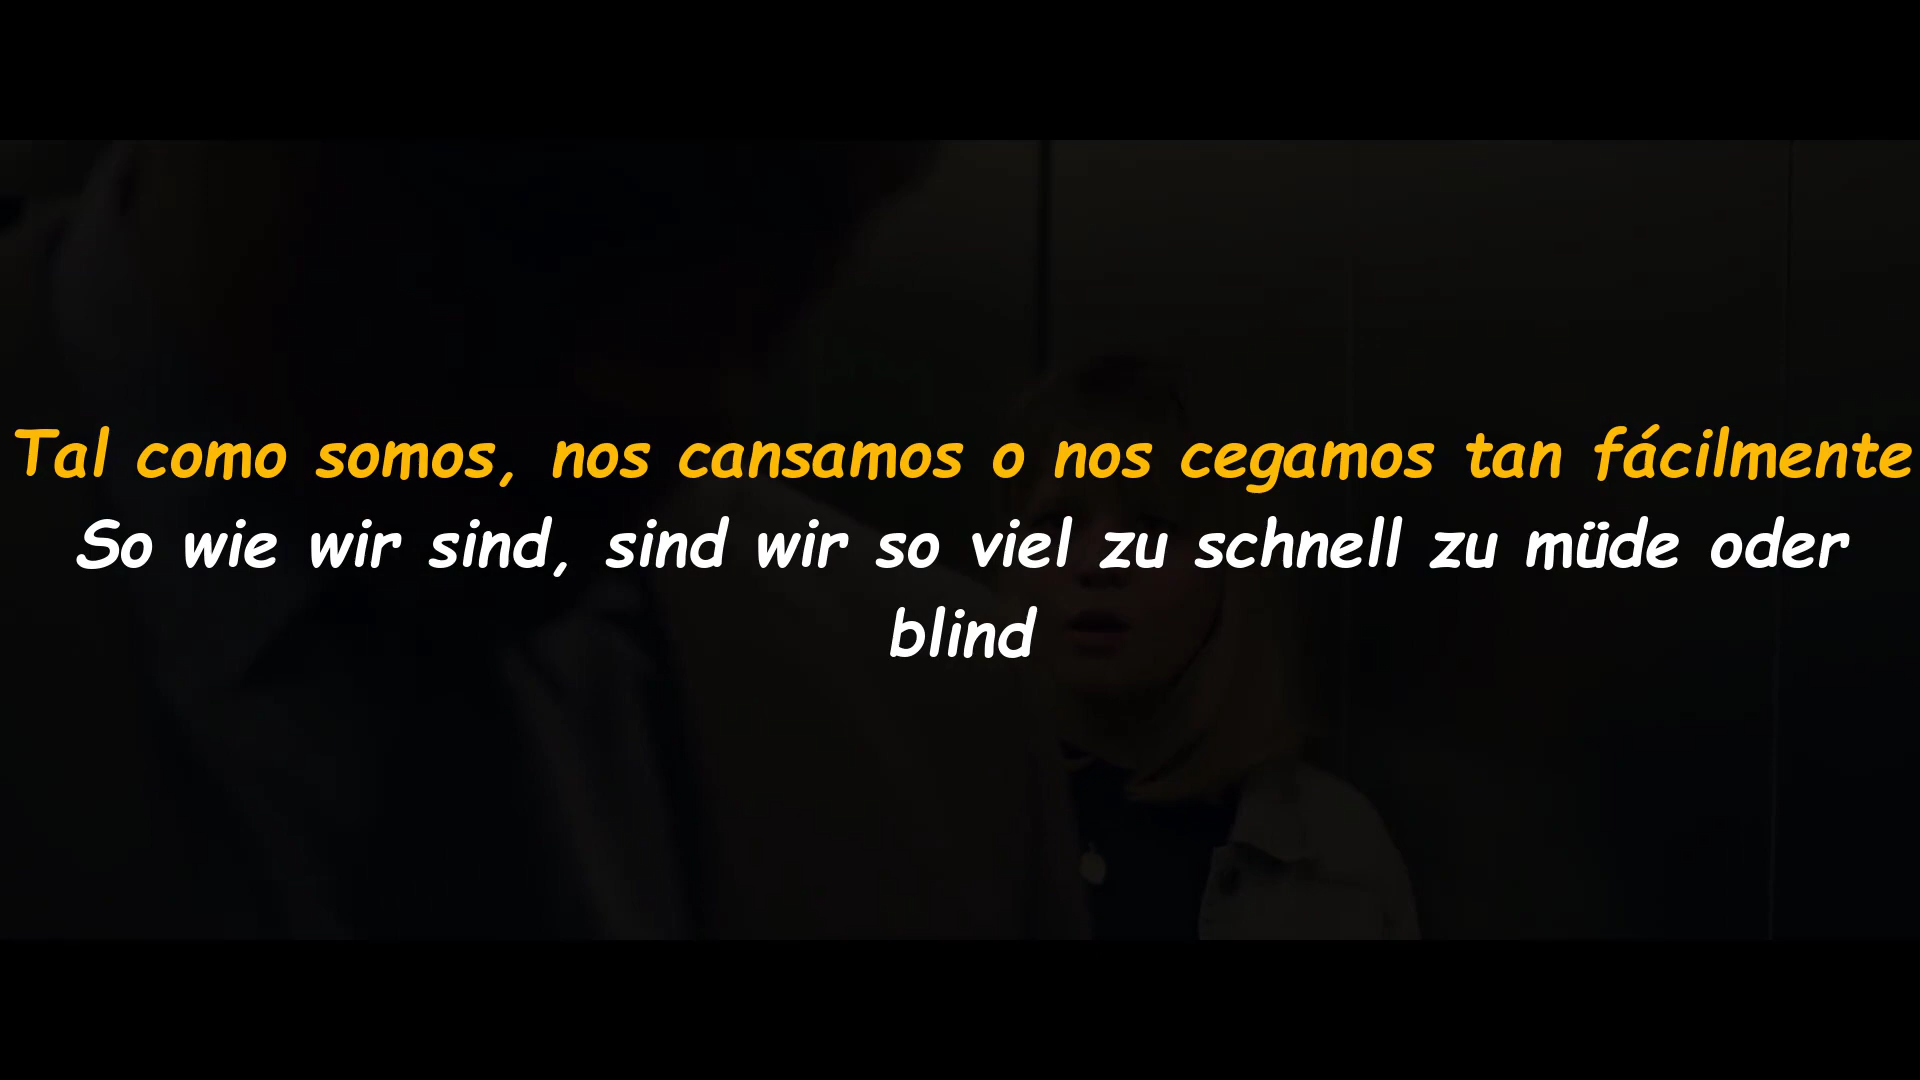 Tal como somos, nos cansamos o nos cegamos tan fácilmente
So wie wir sind, sind wir so viel zu schnell zu müde oder
blind